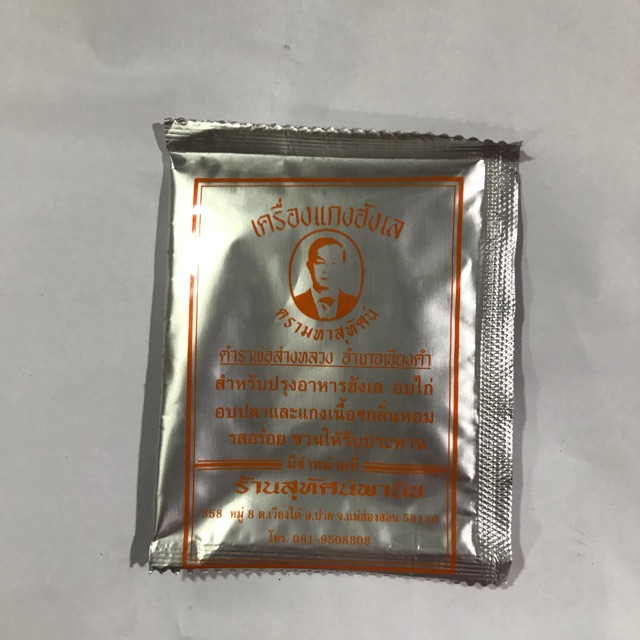 เครื่องแกงฮังเล
ตรามหาสุทัศน์
ตำราพ่อส่างหลวง อำเภอเชียงคำ
สำหรับปรุงอาหารฮังเล อบไก่
อบปลาและแกงเนื้อฯกลิ่นหอม
รสอร่อย ชวนให้รับประทาน
มีจำหน่ายที่
ร้านสุทัศน์พานิช
358 หมู่ 8 ต.เวียงใต้ อ.ปาย จ.แม่ฮ่องสอน 58130
โทร. 081-9508808